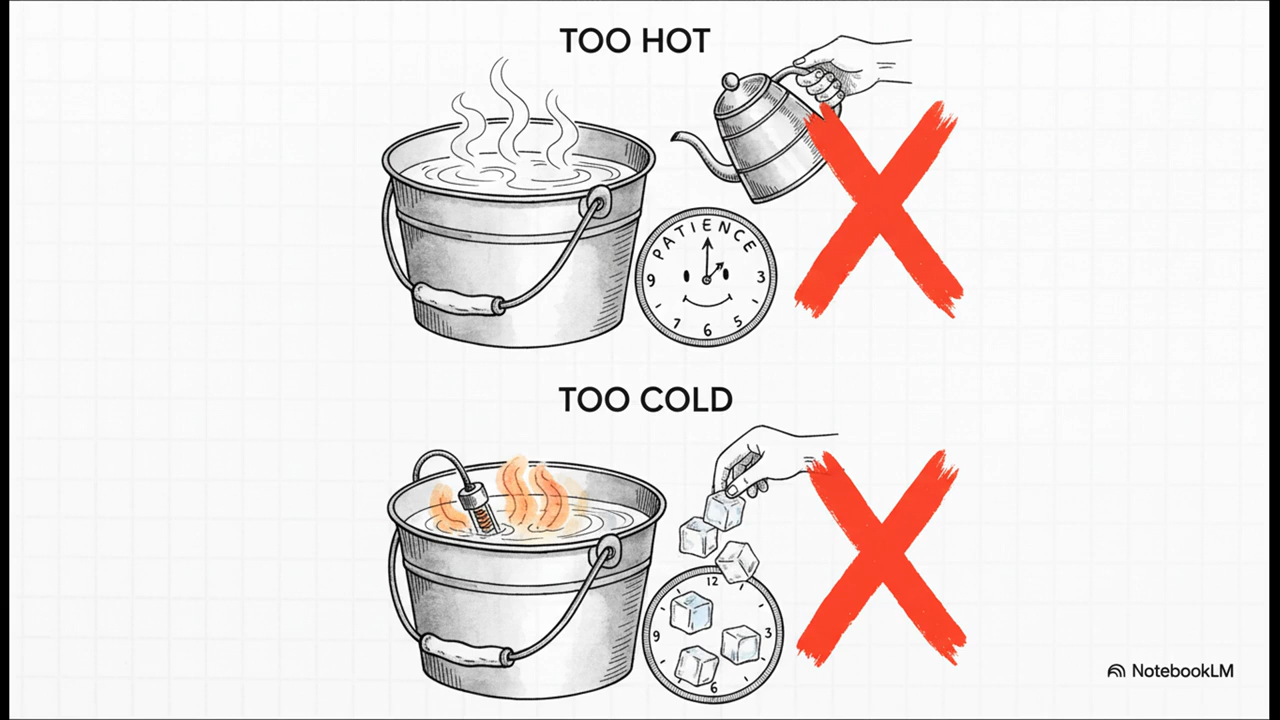 TOO HOT
PATIENCE
9 3
7 6 5
TOO COLD
12
9 3
6
NotebookLM